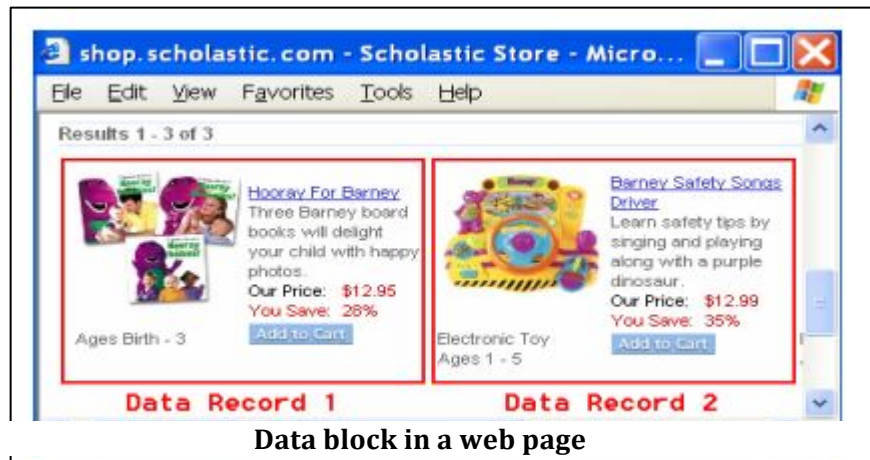 shop.scholastic.com - Scholastic Store - Micro...
File Edit View Favorites Tools Help
Results 1 - 3 of 3
Hooray For Barney
Three Barney board
books will delight
your child with happy
photos.
Our Price: $12.95
You Save: 28%
Add to Cart
Ages Birth - 3
Barney Safety Songs
Driver
Learn safety tips by
singing and playing
along with a purple
dinosaur.
Our Price: $12.99
You Save: 35%
Add to Cart
Electronic Toy
Ages 1 - 5
Data Record 1
Data Record 2
Data block in a web page